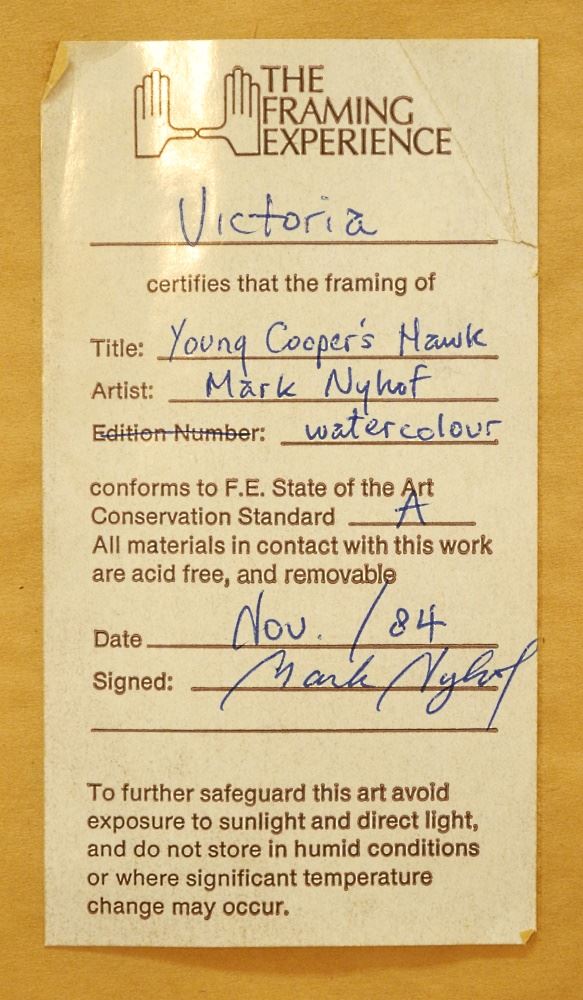 THE
FRAMING
EXPERIENCE
Victoria
certifies that the framing of
Title: Young Cooper's Hawk
Artist: Mark Nyhof
Edition Number: watercolour
conforms to F.E. State of the Art
Conservation Standard A
All materials in contact with this work
are acid free, and removable
Date Nov. /84
Signed: Mark Nyhof
To further safeguard this art avoid
exposure to sunlight and direct light,
and do not store in humid conditions
or where significant temperature
change may occur.